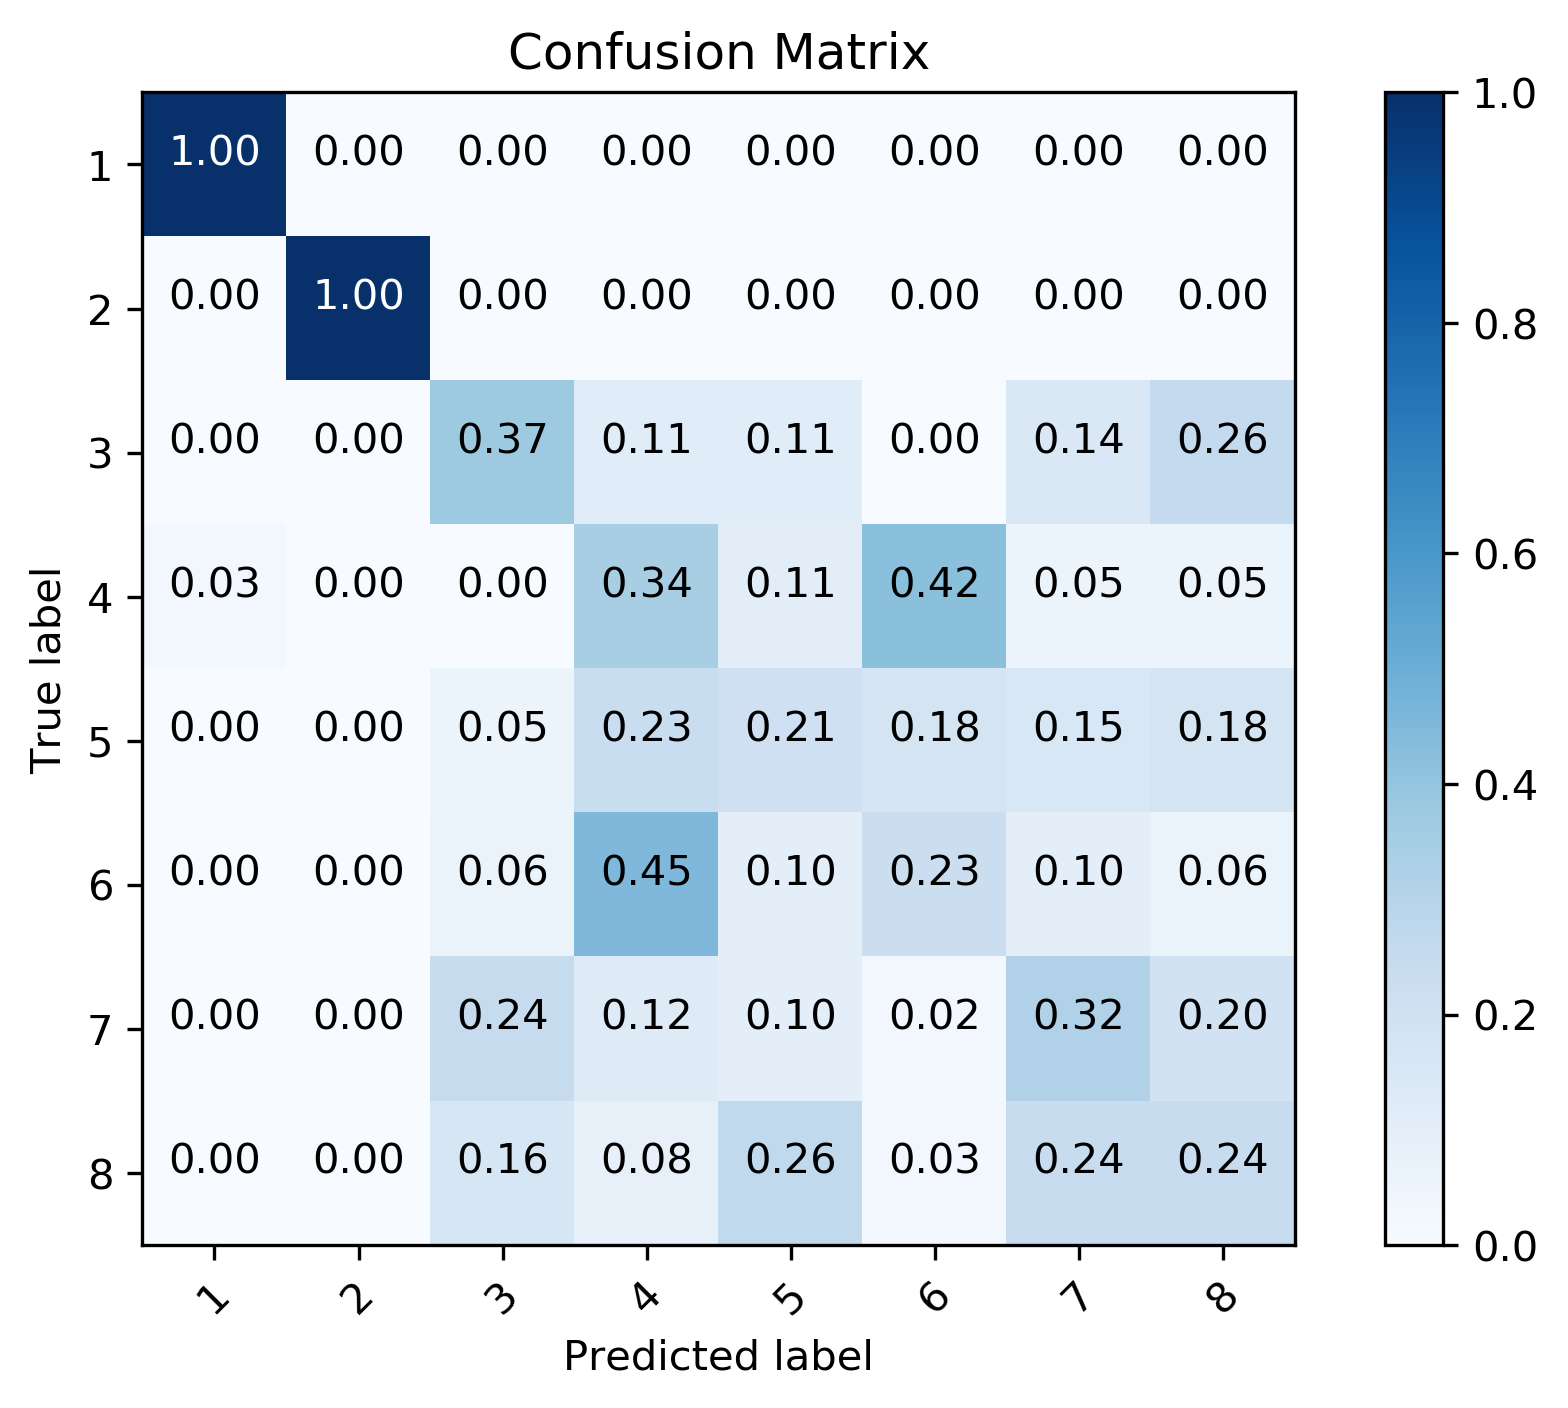 Confusion Matrix
1 1.00 0.00 0.00 0.00 0.00 0.00 0.00 0.00
2 0.00 1.00 0.00 0.00 0.00 0.00 0.00 0.00
3 0.00 0.00 0.37 0.11 0.11 0.00 0.14 0.26
4 0.03 0.00 0.00 0.34 0.11 0.42 0.05 0.05
5 0.00 0.00 0.05 0.23 0.21 0.18 0.15 0.18
6 0.00 0.00 0.06 0.45 0.10 0.23 0.10 0.06
7 0.00 0.00 0.24 0.12 0.10 0.02 0.32 0.20
8 0.00 0.00 0.16 0.08 0.26 0.03 0.24 0.24
1 2 3 4 5 6 7 8
Predicted label
True label
1.0
0.8
0.6
0.4
0.2
0.0